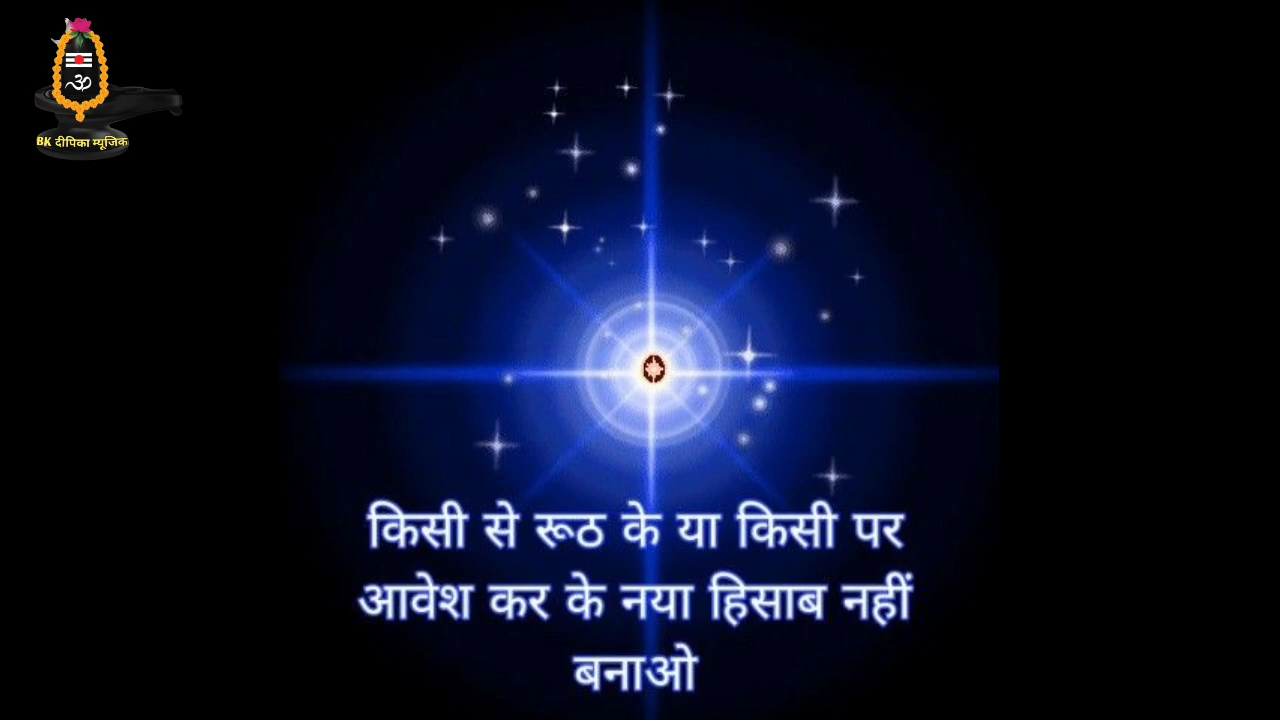 ॐ
BK दीपिका म्यूजिक
किसी से रूठ के या किसी पर
आवेश कर के नया हिसाब नहीं
बनाओ